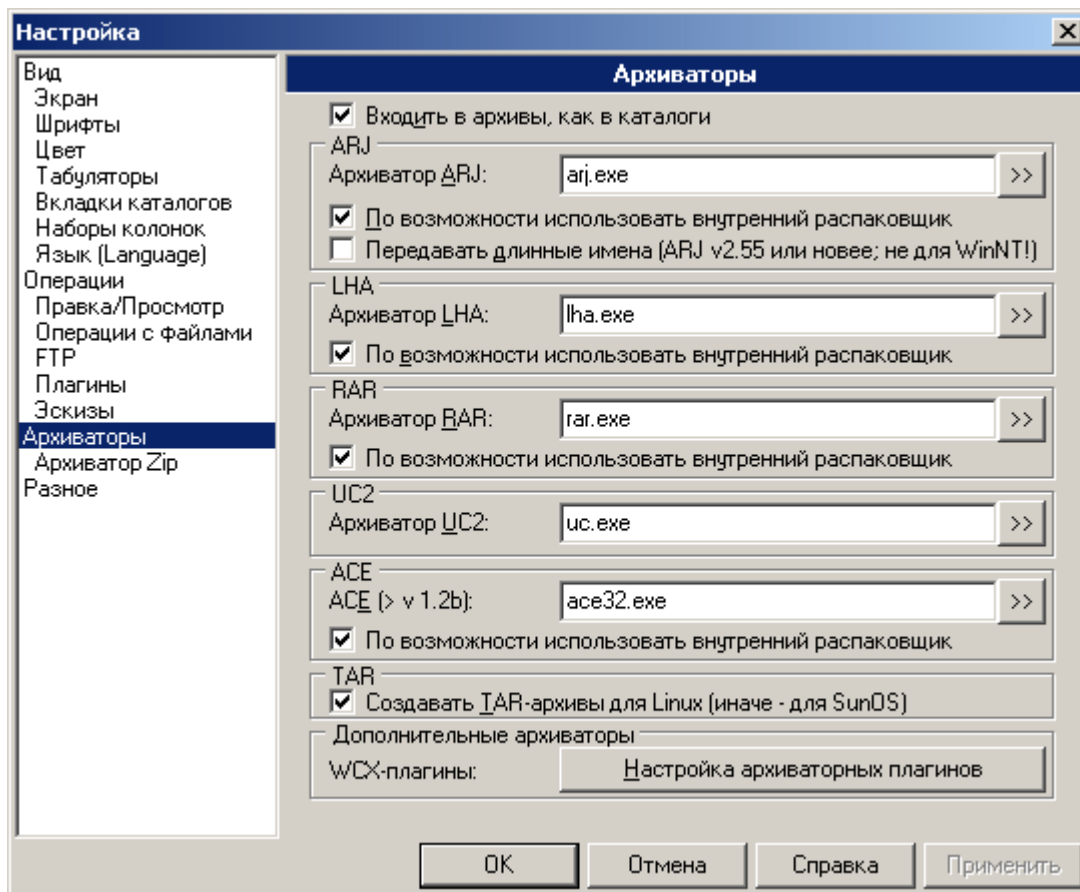 Настройка
Вид
Экран
Шрифты
Цвет
Табуляторы
Вкладки каталогов
Наборы колонок
Язык (Language)
Операции
Правка/Просмотр
Операции с файлами
FTP
Плагины
Эскизы
Архиваторы
Архиватор Zip
Разное
Архиваторы
Входить в архивы, как в каталоги
ARJ
Архиватор ARJ: arj.exe >>
По возможности использовать внутренний распаковщик
Передавать длинные имена (ARJ v2.55 или новее; не для WinNT!)
LHA
Архиватор LHA: lha.exe >>
По возможности использовать внутренний распаковщик
RAR
Архиватор RAR: rar.exe >>
По возможности использовать внутренний распаковщик
UC2
Архиватор UC2: uc.exe >>
ACE
ACE (> v 1.2b): ace32.exe >>
По возможности использовать внутренний распаковщик
TAR
Создавать TAR-архивы для Linux (иначе - для SunOS)
Дополнительные архиваторы
WCX-плагины: Настройка архиваторных плагинов
OK Отмена Справка Применить